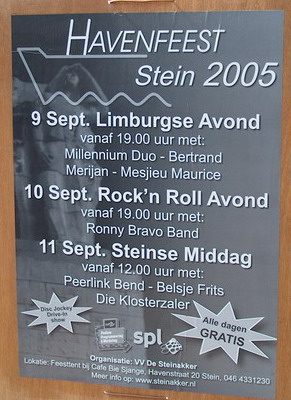 HAVENFEEST
Stein 2005
9 Sept. Limburgse Avond
vanaf 19.00 uur met:
Millennium Duo - Bertrand
Merijan - Mesjieu Maurice
10 Sept. Rock'n Roll Avond
vanaf 19.00 uur met:
Ronny Bravo Band
11 Sept. Steinse Middag
vanaf 12.00 uur met:
Peerlink Bend - Belsje Frits
Die Klosterzaler
Disc Jockey
Drive-In
show
spl
Alle dagen
GRATIS
Organisatie: VV De Steinakker
Lokatie: Feesttent bij Cafe Bie Sjange, Havenstraat 20 Stein, 046 4331230
Meer info op: www.steinakker.nl